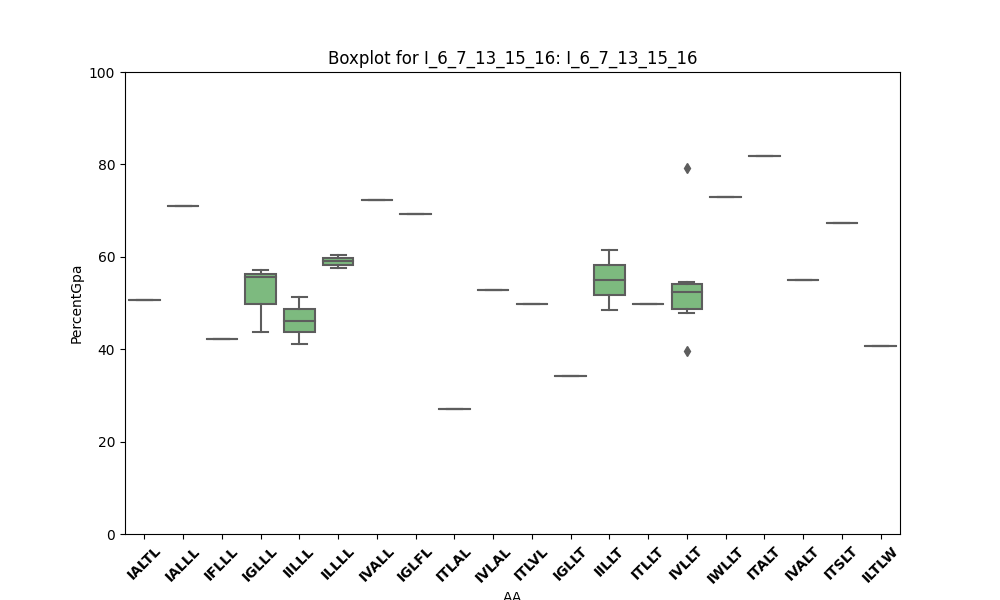 Boxplot for I_6_7_13_15_16: I_6_7_13_15_16
100
80
60
40
20
0
PercentGpa
IALTL
IALLL
IFLLL
IGLLL
IILLL
ILLLL
IVALL
IGLFL
ITLAL
IVLAL
ITLVL
IGLLT
IILLT
ITLLT
IVLLT
IWLLT
ITALT
IVALT
ITSLT
ILTLW
AA